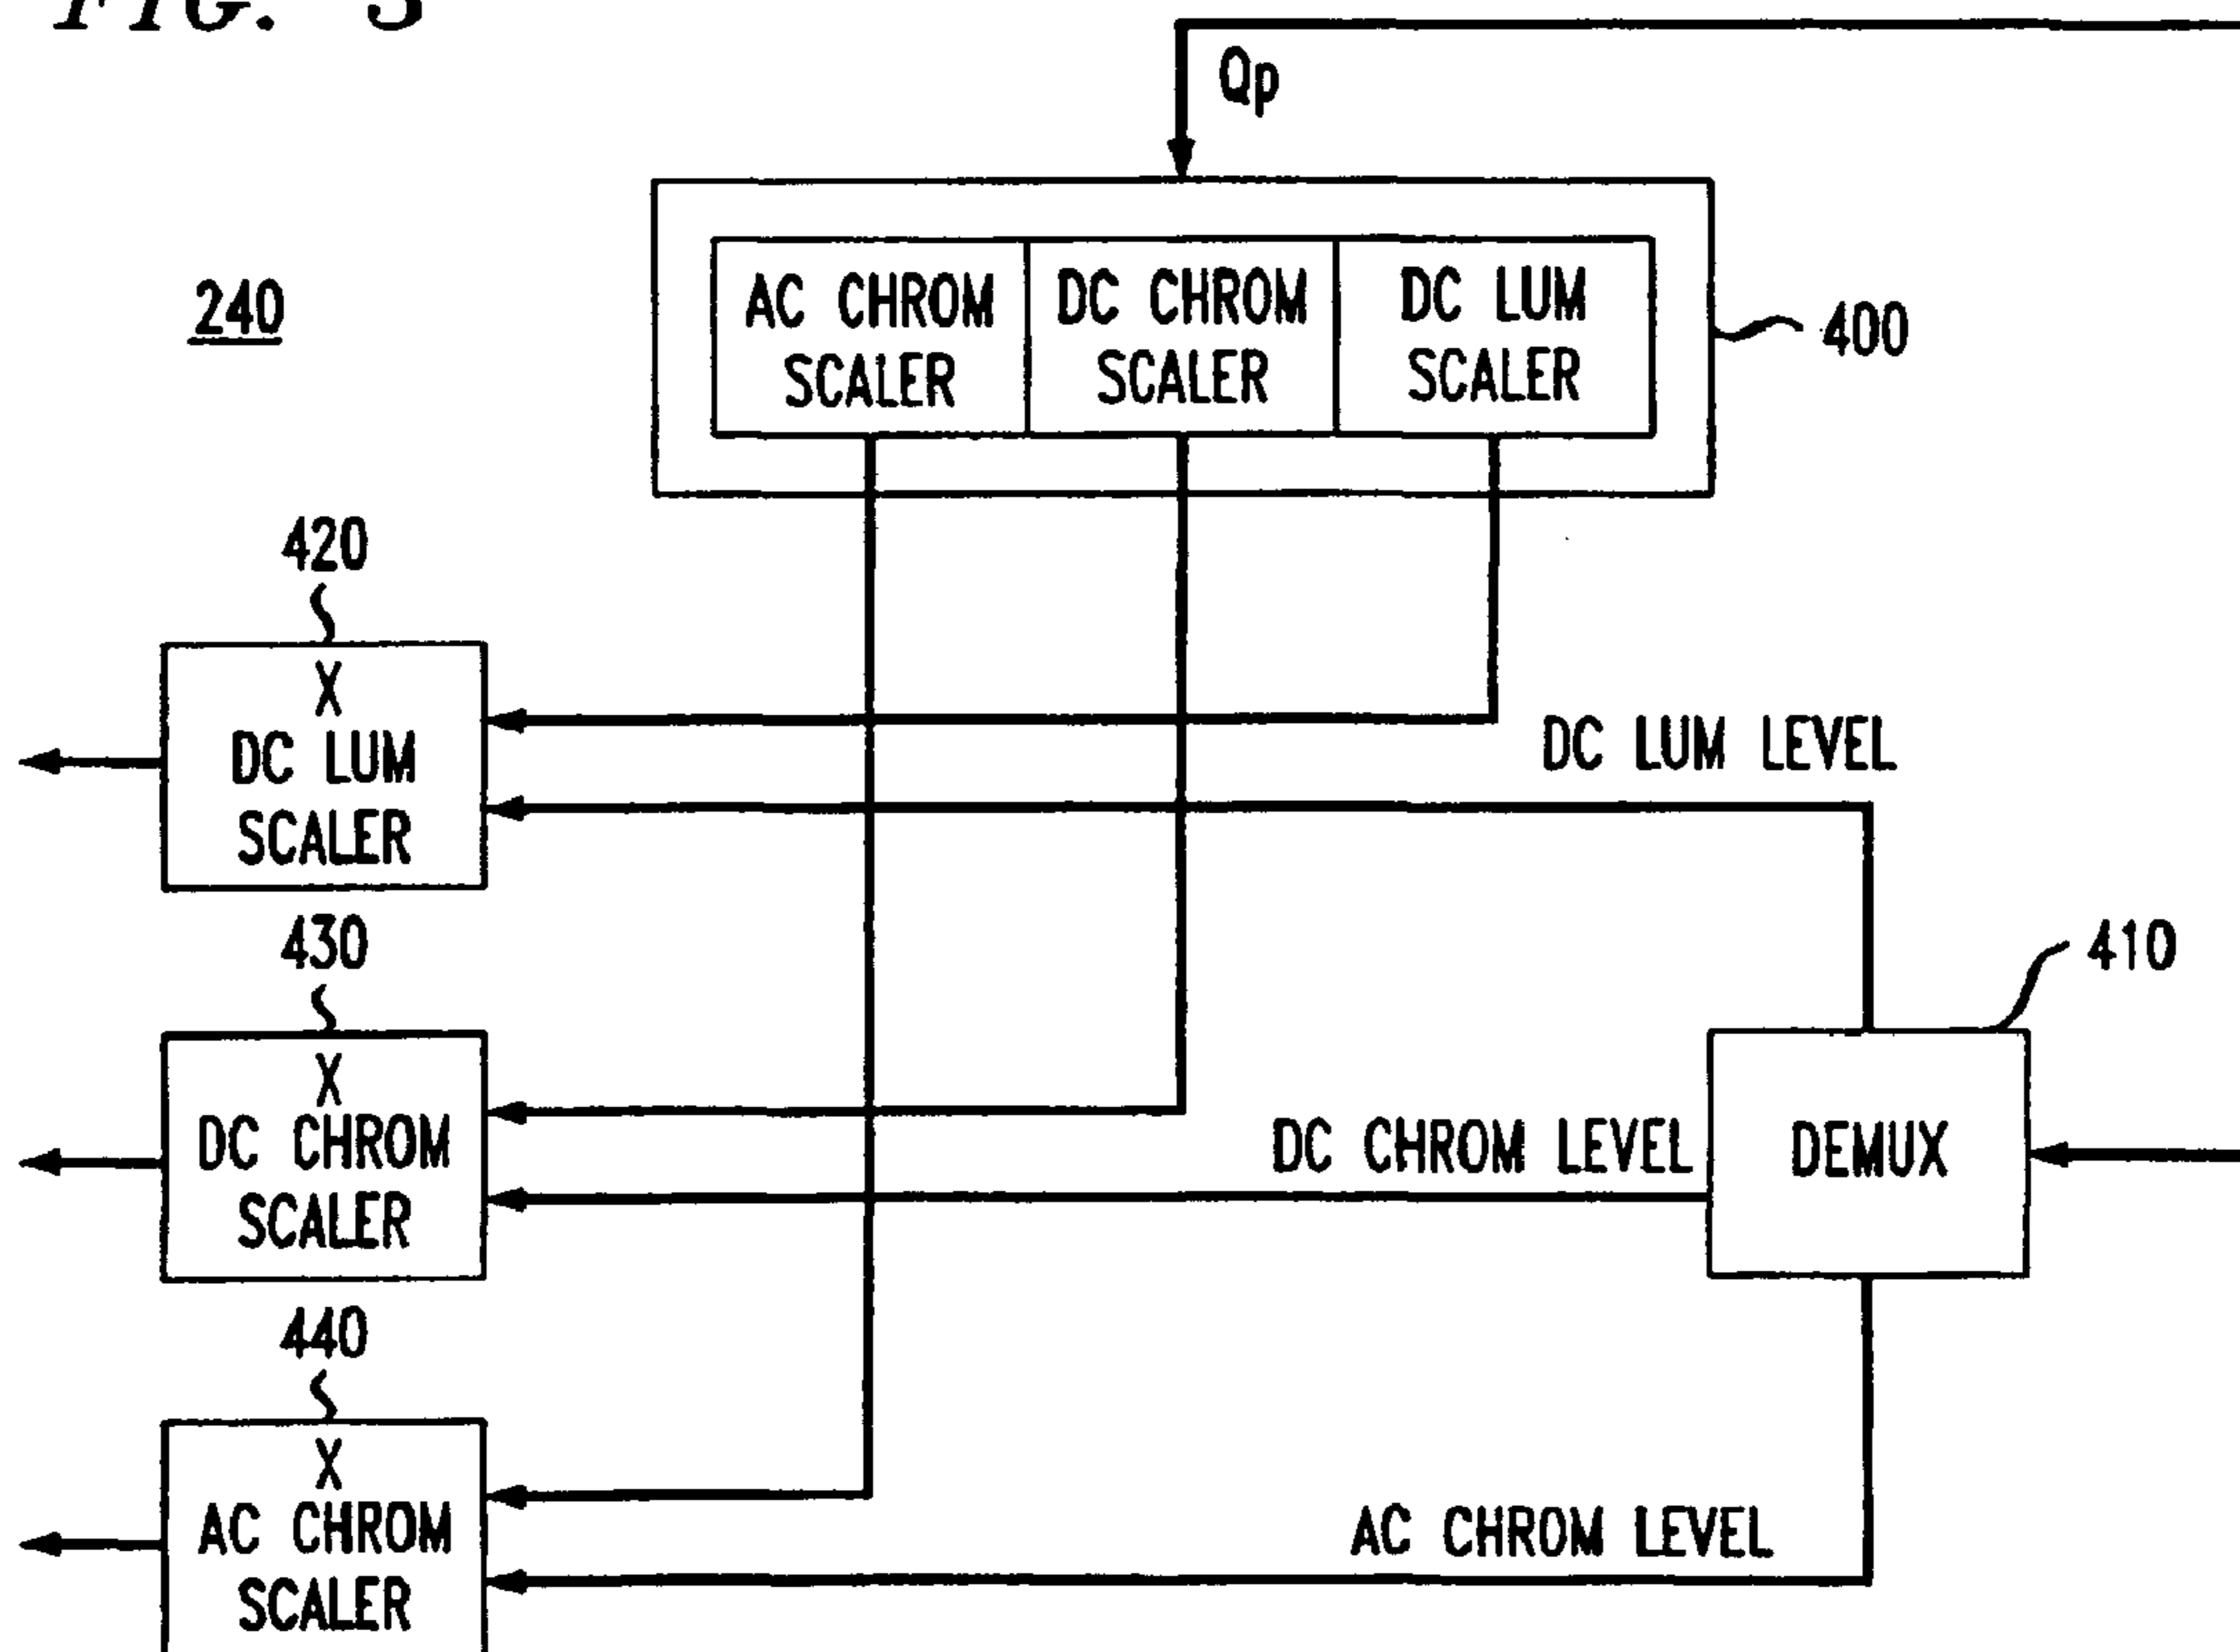 FIG. 5
Qp
240
AC CHROM
SCALER
DC CHROM
SCALER
DC LUM
SCALER
400
420
X
DC LUM
SCALER
DC LUM LEVEL
430
410
X
DC CHROM
SCALER
DC CHROM LEVEL
DEMUX
440
X
AC CHROM
SCALER
AC CHROM LEVEL